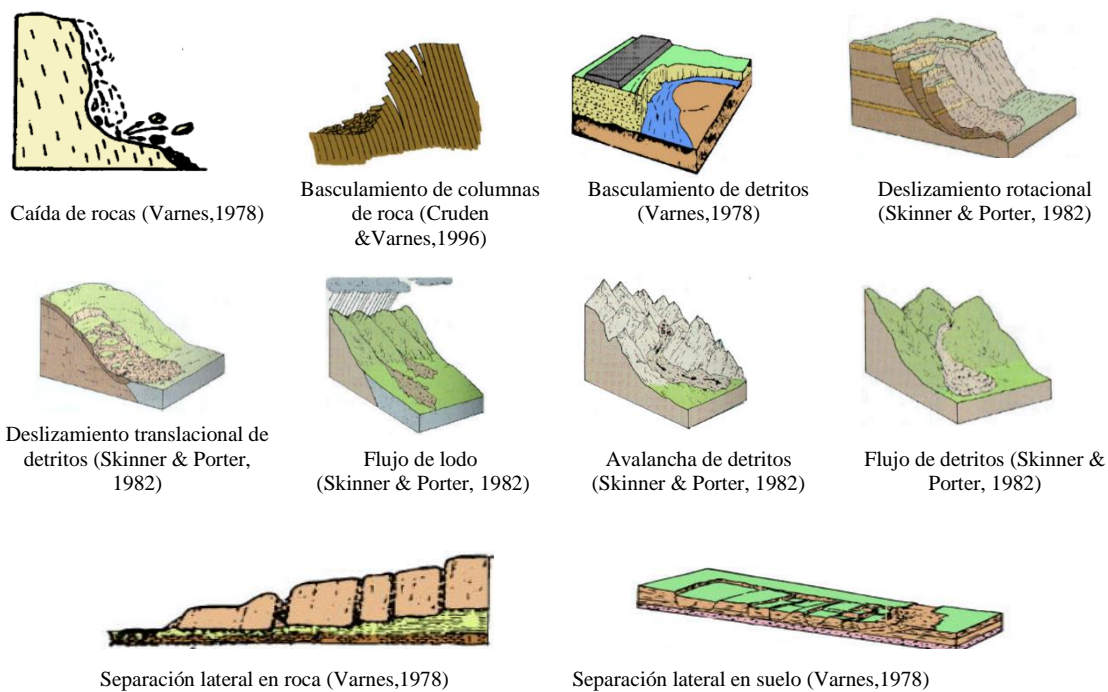 Caída de rocas (Varnes,1978)
Basculamiento de columnas
de roca (Cruden
&Varnes,1996)
Basculamiento de detritos
(Varnes,1978)
Deslizamiento rotacional
(Skinner & Porter, 1982)
Deslizamiento translacional de
detritos (Skinner & Porter,
1982)
Flujo de lodo
(Skinner & Porter, 1982)
Avalancha de detritos
(Skinner & Porter, 1982)
Flujo de detritos (Skinner &
Porter, 1982)
Separación lateral en roca (Varnes,1978)
Separación lateral en suelo (Varnes,1978)